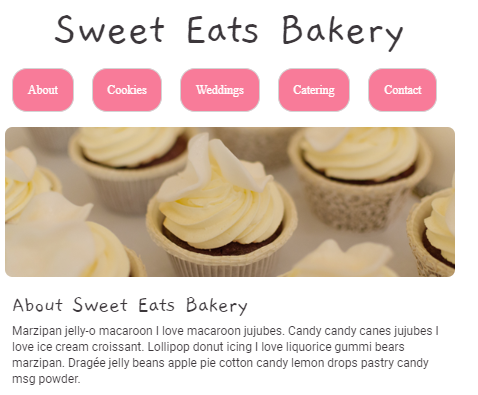 Sweet Eats Bakery
About Cookies Weddings Catering Contact
About Sweet Eats Bakery
Marzipan jelly-o macaroon I love macaroon jujubes. Candy candy canes jujubes I
love ice cream croissant. Lollipop donut icing I love liquorice gummi bears
marzipan. Dragée jelly beans apple pie cotton candy lemon drops pastry candy
msg powder.